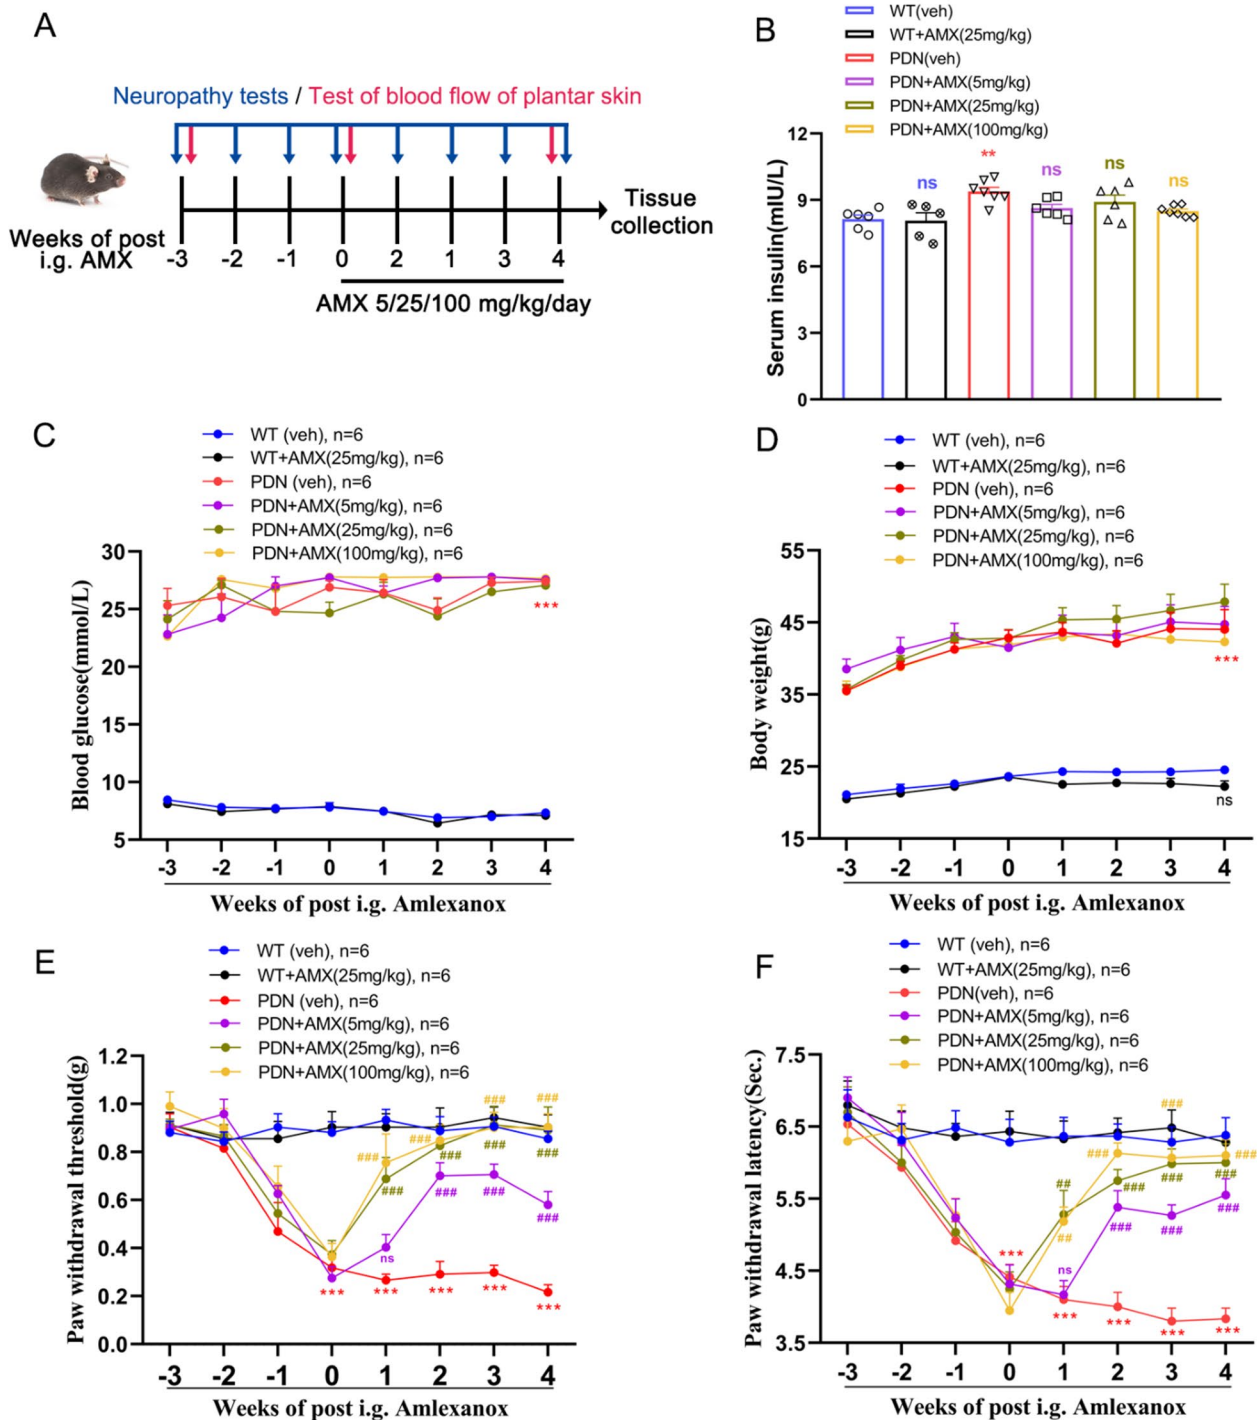 A
Neuropathy tests / Test of blood flow of plantar skin
Tissue
collection
Weeks of post
i.g. AMX
-3 -2 -1 0 2 1 3 4
AMX 5/25/100 mg/kg/day
B
WT(veh)
WT+AMX(25mg/kg)
PDN(veh)
PDN+AMX(5mg/kg)
PDN+AMX(25mg/kg)
PDN+AMX(100mg/kg)
Serum insulin(mIU/L)
12
9
6
3
0
ns
**
ns
ns
ns
C
WT (veh), n=6
WT+AMX(25mg/kg), n=6
PDN (veh), n=6
PDN+AMX(5mg/kg), n=6
PDN+AMX(25mg/kg), n=6
PDN+AMX(100mg/kg), n=6
Blood glucose(mmol/L)
30
25
20
15
10
5
***
-3 -2 -1 0 1 2 3 4
Weeks of post i.g. Amlexanox
D
WT (veh), n=6
WT+AMX(25mg/kg), n=6
PDN (veh), n=6
PDN+AMX(5mg/kg), n=6
PDN+AMX(25mg/kg), n=6
PDN+AMX(100mg/kg), n=6
Body weight(g)
55
45
35
25
15
***
ns
-3 -2 -1 0 1 2 3 4
Weeks of post i.g. Amlexanox
E
WT (veh), n=6
WT+AMX(25mg/kg), n=6
PDN (veh), n=6
PDN+AMX(5mg/kg), n=6
PDN+AMX(25mg/kg), n=6
PDN+AMX(100mg/kg), n=6
Paw withdrawal threshold(g)
1.2
1.0
0.8
0.6
0.4
0.2
0.0
### ### ### ###
### ### ### ###
ns ### ### ###
*** *** *** *** ***
-3 -2 -1 0 1 2 3 4
Weeks of post i.g. Amlexanox
F
WT (veh), n=6
WT+AMX(25mg/kg), n=6
PDN(veh), n=6
PDN+AMX(5mg/kg), n=6
PDN+AMX(25mg/kg), n=6
PDN+AMX(100mg/kg), n=6
Paw withdrawal latency(Sec.)
7.5
6.5
5.5
4.5
3.5
## ### ### ###
## ### ### ###
ns ### ### ###
*** *** *** *** ***
-3 -2 -1 0 1 2 3 4
Weeks of post i.g. Amlexanox